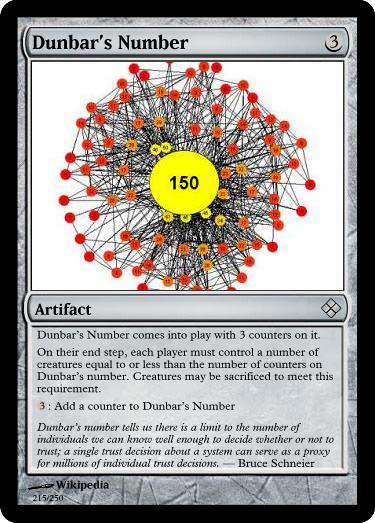 Dunbar's Number 3
150
Artifact
Dunbar's Number comes into play with 3 counters on it.
On their end step, each player must control a number of
creatures equal to or less than the number of counters on
Dunbar's number. Creatures may be sacrificed to meet this
requirement.
3 : Add a counter to Dunbar's Number
Dunbar's number tells us there is a limit to the number of
individuals we can know well enough to decide whether or not to
trust; a single trust decision about a system can serve as a proxy
for millions of individual trust decisions. — Bruce Schneier
Wikipedia
215/250